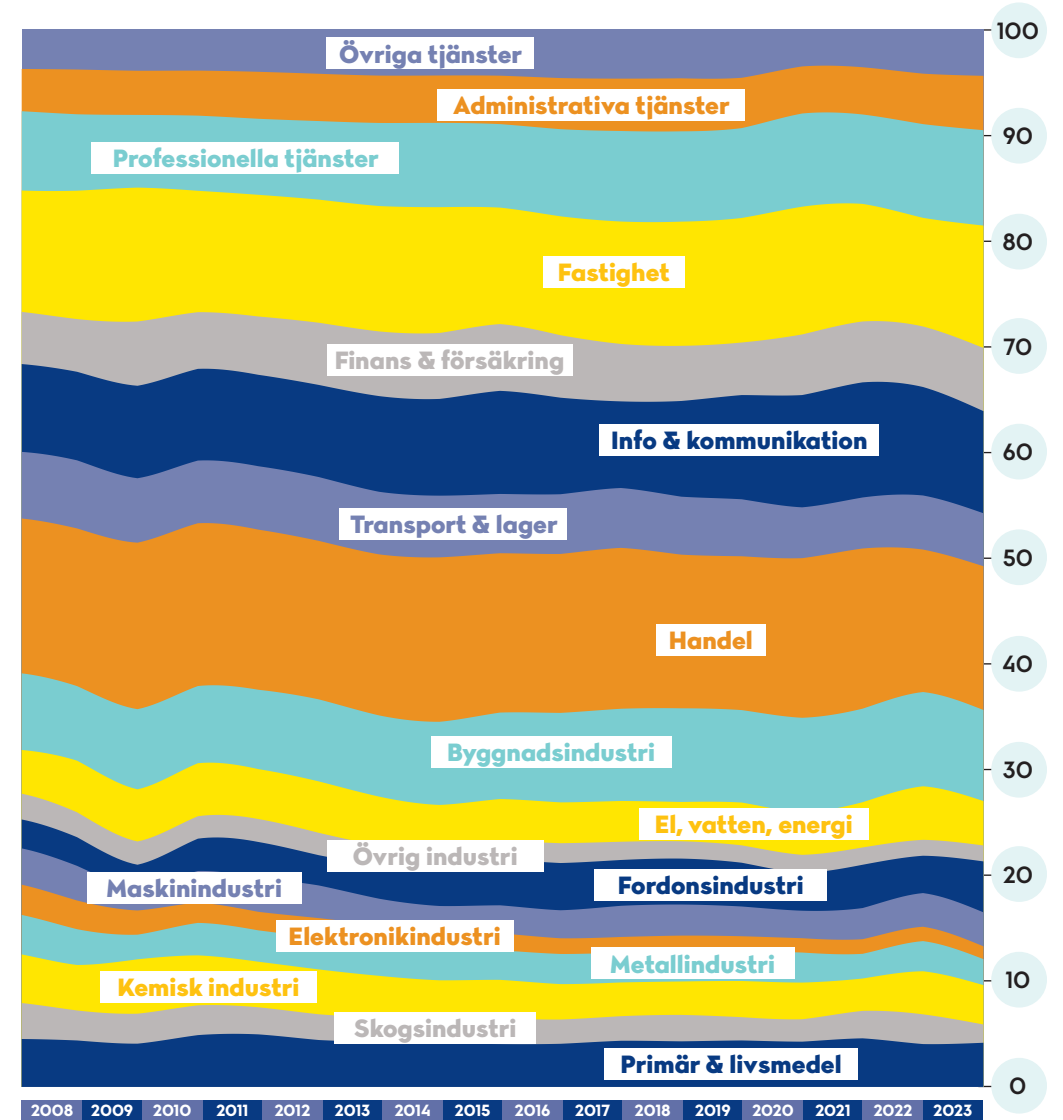 100
Övriga tjänster
Administrativa tjänster
90
Professionella tjänster
80
Fastighet
70
Finans & försäkring
Info & kommunikation
60
Transport & lager
50
Handel
40
Byggnadsindustri
30
El, vatten, energi
Övrig industri
20
Maskinindustri
Fordonsindustri
Elektronikindustri
Metallindustri
10
Kemisk industri
Skogsindustri
Primär & livsmedel
0
2008 2009 2010 2011 2012 2013 2014 2015 2016 2017 2018 2019 2020 2021 2022 2023